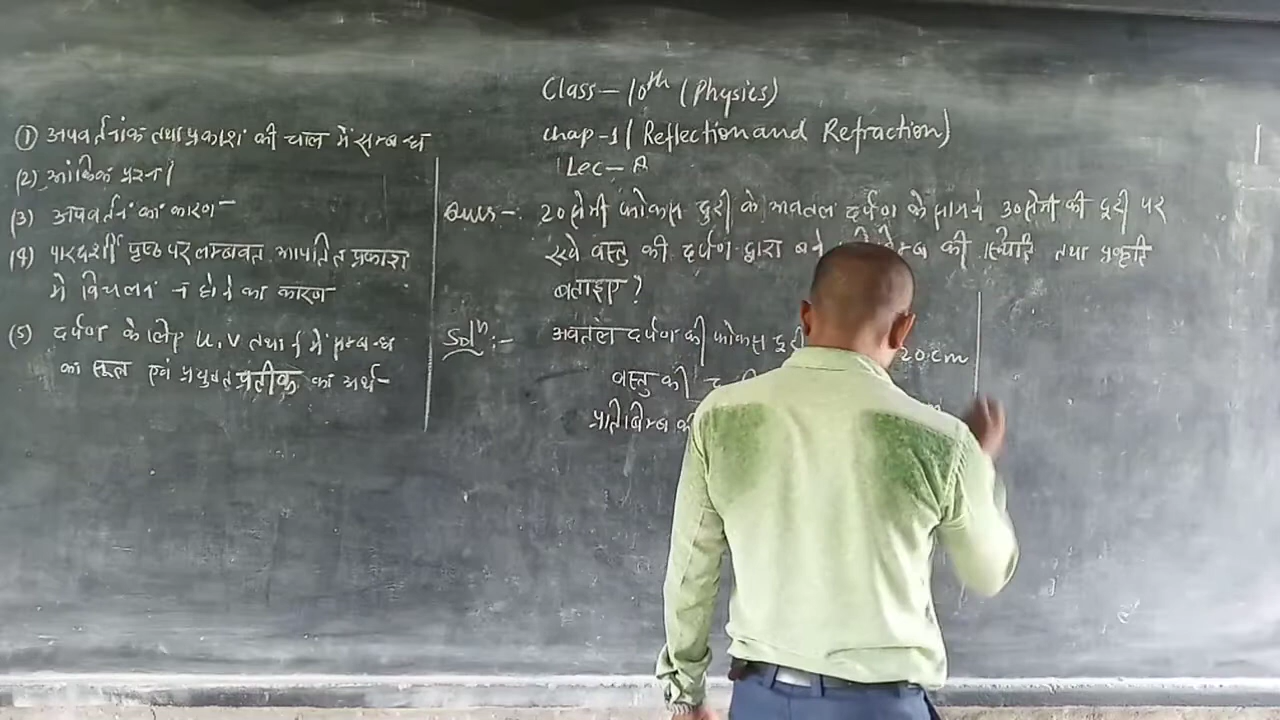 Class - 10th (Physics)
chap-1 (Reflection and Refraction)
Lec - A
① अपवर्तनांक तथा प्रकाश की चाल में सम्बन्ध
(2) आंकिक प्रश्न।
(3) अपवर्तन का कारण -
(4) पारदर्शी पृष्ठ पर लम्बवत आपतित प्रकाश
में विचलन न होने का कारण
(5) दर्पण के लिए u, v तथा f में सम्बन्ध
का सूत्र एवं प्रयुक्त प्रतीक का अर्थ -
Ques -: 20 सेमी फोकस दूरी के अवतल दर्पण के सामने 30 सेमी की दूरी पर
रखे वस्तु की दर्पण द्वारा बने की स्थिति तथा प्रकृति
बताइए?
Solⁿ :- अवतल दर्पण की फोकस दूरी 20 cm
वस्तु की
प्रतिबिम्ब की